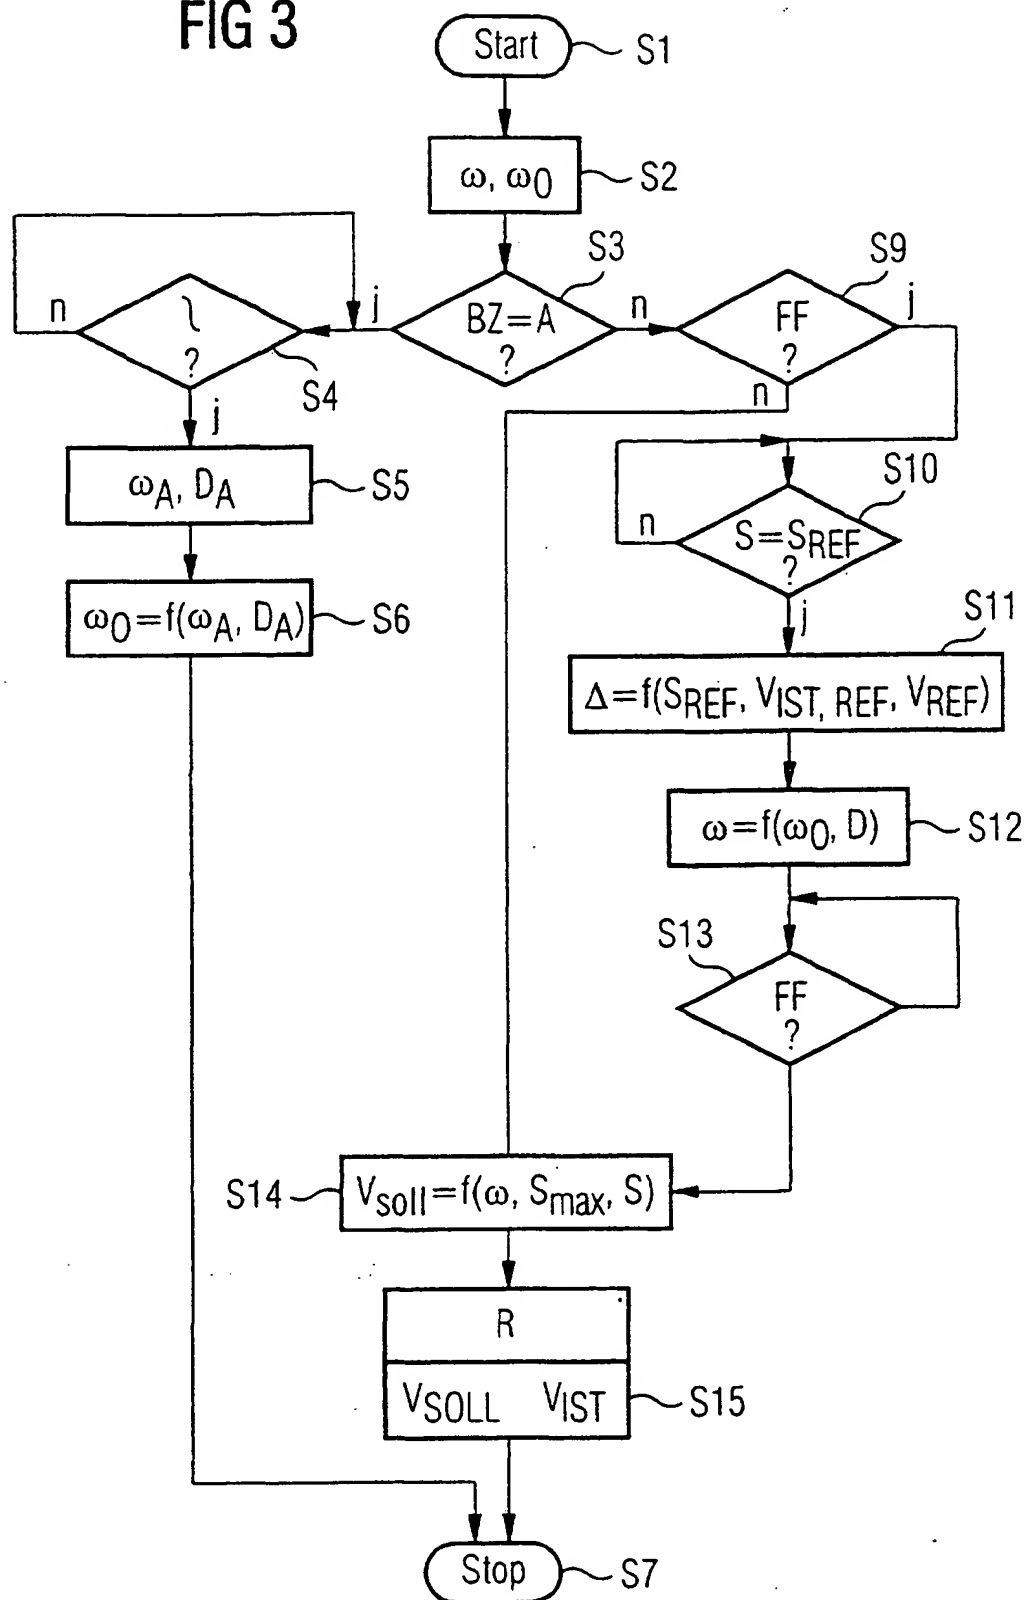 FIG 3
Start
S1
ω, ω0
S2
S3
BZ=A
?
j
n
S9
FF
?
j
n
n
?
S4
j
ωA, DA
S5
ω0=f(ωA, DA)
S6
S10
S=SREF
?
n
j
S11
Δ=f(SREF, VIST, REF, VREF)
ω=f(ω0, D)
S12
S13
FF
?
S14
Vsoll=f(ω, Smax, S)
R
VSOLL VIST
S15
Stop
S7